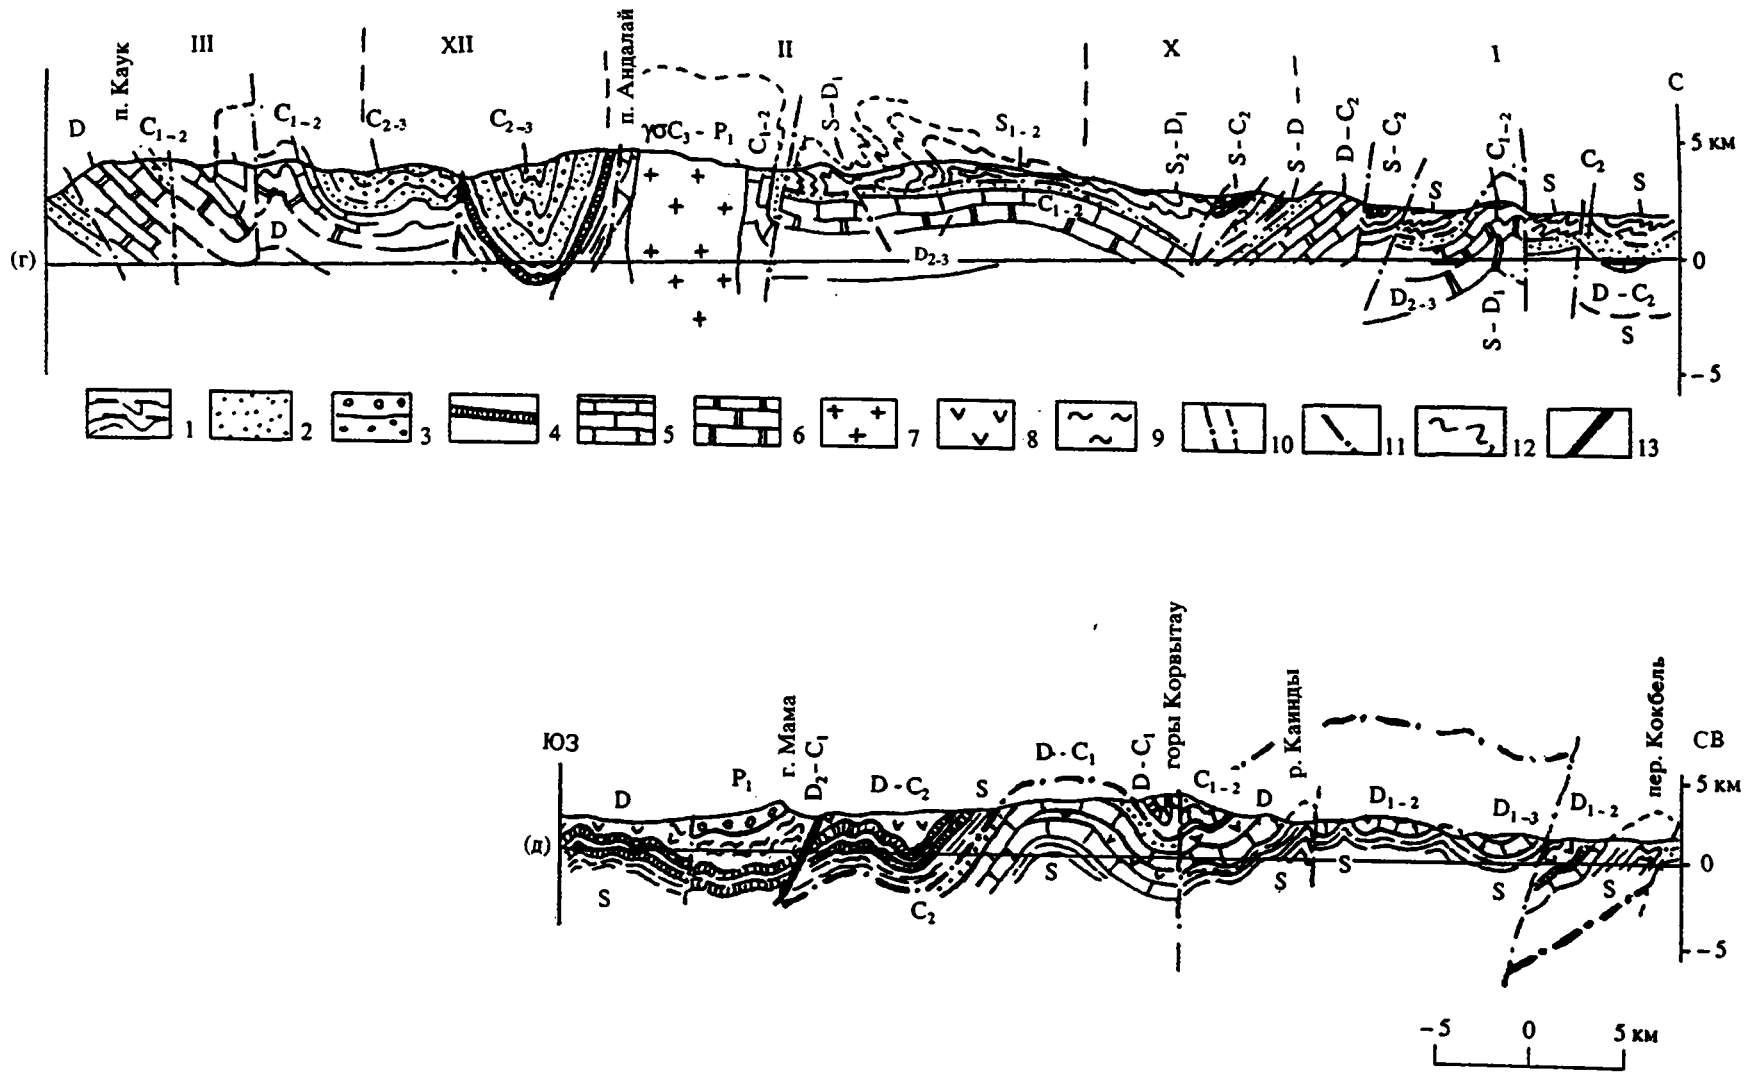 III XII II X I
п. Каук п. Андалай С
D C₁₋₂ C₁₋₂ C₂₋₃ C₂₋₃ γσC₃-P₁ C₁₋₂ S-D₁ S₁₋₂ S₂-D₁ S-C₂ S-D D-C₂ S-C₂ S C₁₋₂ S C₂ S
5 км
D C₁₋₂
(г) D₂₋₃ 0
D₂₋₃ S-D₁ D-C₂
S
-5
1 2 3 4 5 6 7 8 9 10 11 12 13
горы Корвытау
г. Мама р. Каинды пер. Кокбель
ЮЗ СВ
D P₁ D₂-C₁ D-C₂ S D-C₁ D-C₁ C₁₋₂ D D₁₋₂ D₁₋₃ D₁₋₂
5 км
(д) 0
S C₂ S S S S S
-5
-5 0 5 км